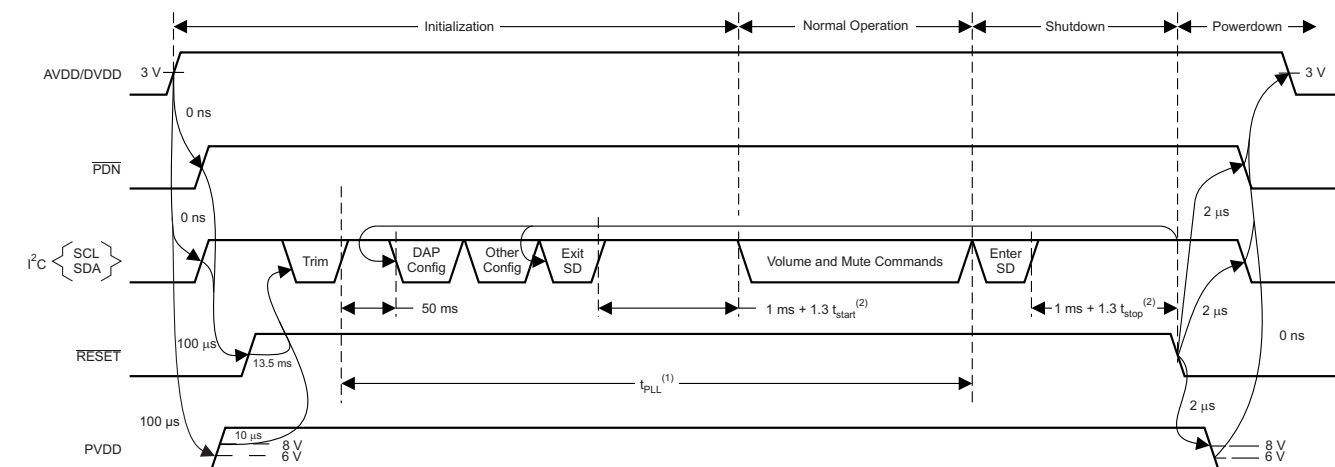 Initialization
Normal Operation
Shutdown
Powerdown
AVDD/DVDD
3 V
3 V
0 ns
PDN
0 ns
2 μs
I²C
SCL
SDA
Trim
DAP
Config
Other
Config
Exit
SD
Volume and Mute Commands
Enter
SD
50 ms
1 ms + 1.3 tstart(2)
1 ms + 1.3 tstop(2)
2 μs
0 ns
RESET
100 μs
13.5 ms
tPLL(1)
2 μs
100 μs
PVDD
10 μs
8 V
6 V
8 V
6 V